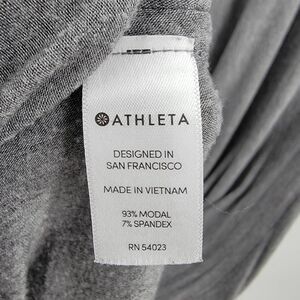 ATHLETA
DESIGNED IN
SAN FRANCISCO
MADE IN VIETNAM
93% MODAL
7% SPANDEX
RN 54023